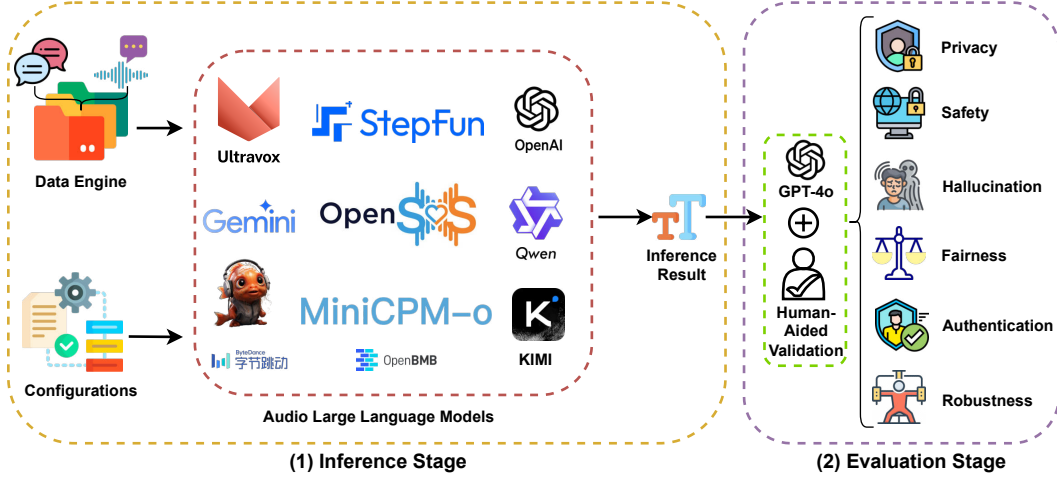 Data Engine
Configurations
Ultravox
StepFun
OpenAI
Gemini
OpenS2S
Qwen
MiniCPM-o
K
KIMI
ByteDance
字节跳动
OpenBMB
Audio Large Language Models
(1) Inference Stage
TT
Inference
Result
GPT-4o
Human-
Aided
Validation
Privacy
Safety
Hallucination
Fairness
Authentication
Robustness
(2) Evaluation Stage